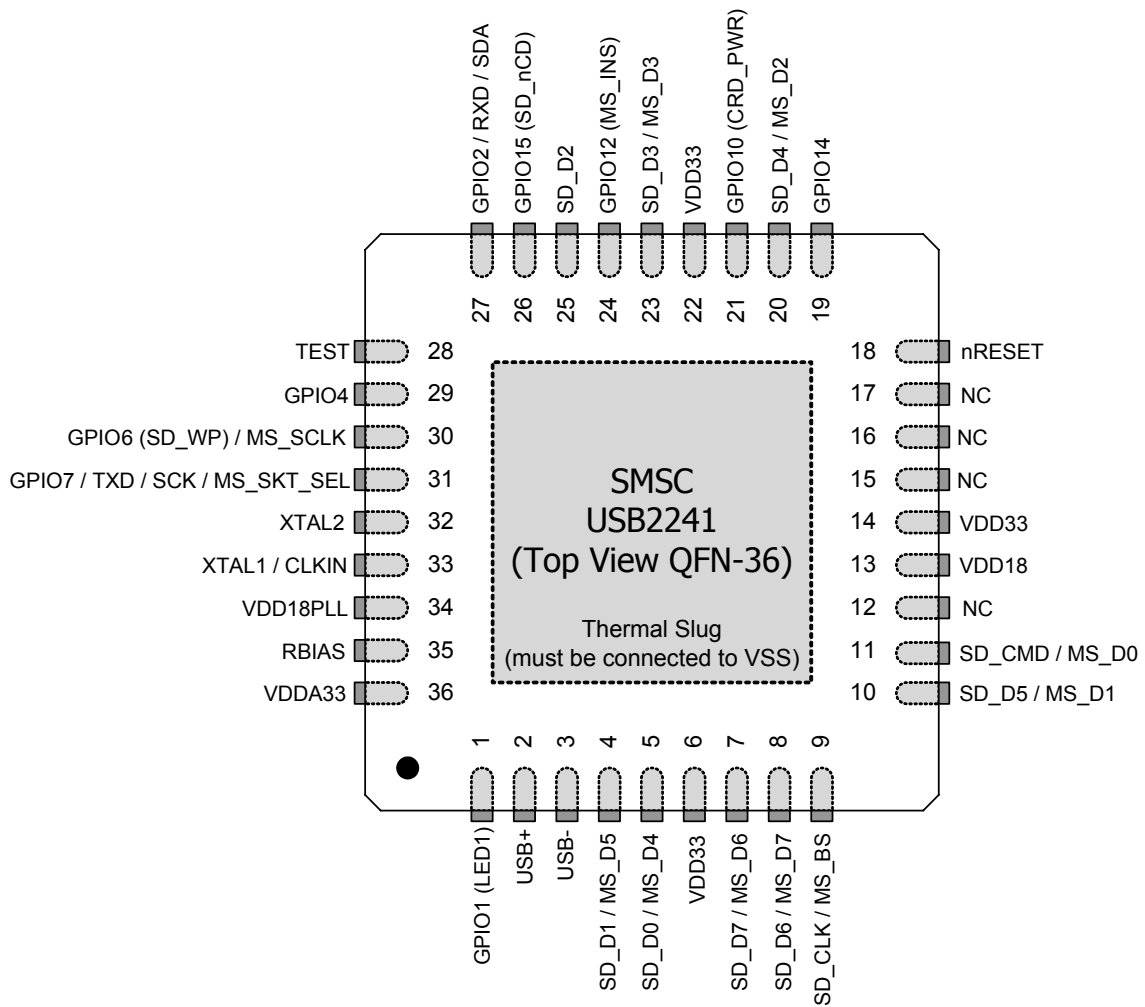 GPIO2 / RXD / SDA
GPIO15 (SD_nCD)
SD_D2
GPIO12 (MS_INS)
SD_D3 / MS_D3
VDD33
GPIO10 (CRD_PWR)
SD_D4 / MS_D2
GPIO14
27
26
25
24
23
22
21
20
19
TEST 28
GPIO4 29
GPIO6 (SD_WP) / MS_SCLK 30
GPIO7 / TXD / SCK / MS_SKT_SEL 31
XTAL2 32
XTAL1 / CLKIN 33
VDD18PLL 34
RBIAS 35
VDDA33 36
SMSC
USB2241
(Top View QFN-36)
Thermal Slug
(must be connected to VSS)
18 nRESET
17 NC
16 NC
15 NC
14 VDD33
13 VDD18
12 NC
11 SD_CMD / MS_D0
10 SD_D5 / MS_D1
1
2
3
4
5
6
7
8
9
GPIO1 (LED1)
USB+
USB-
SD_D1 / MS_D5
SD_D0 / MS_D4
VDD33
SD_D7 / MS_D6
SD_D6 / MS_D7
SD_CLK / MS_BS